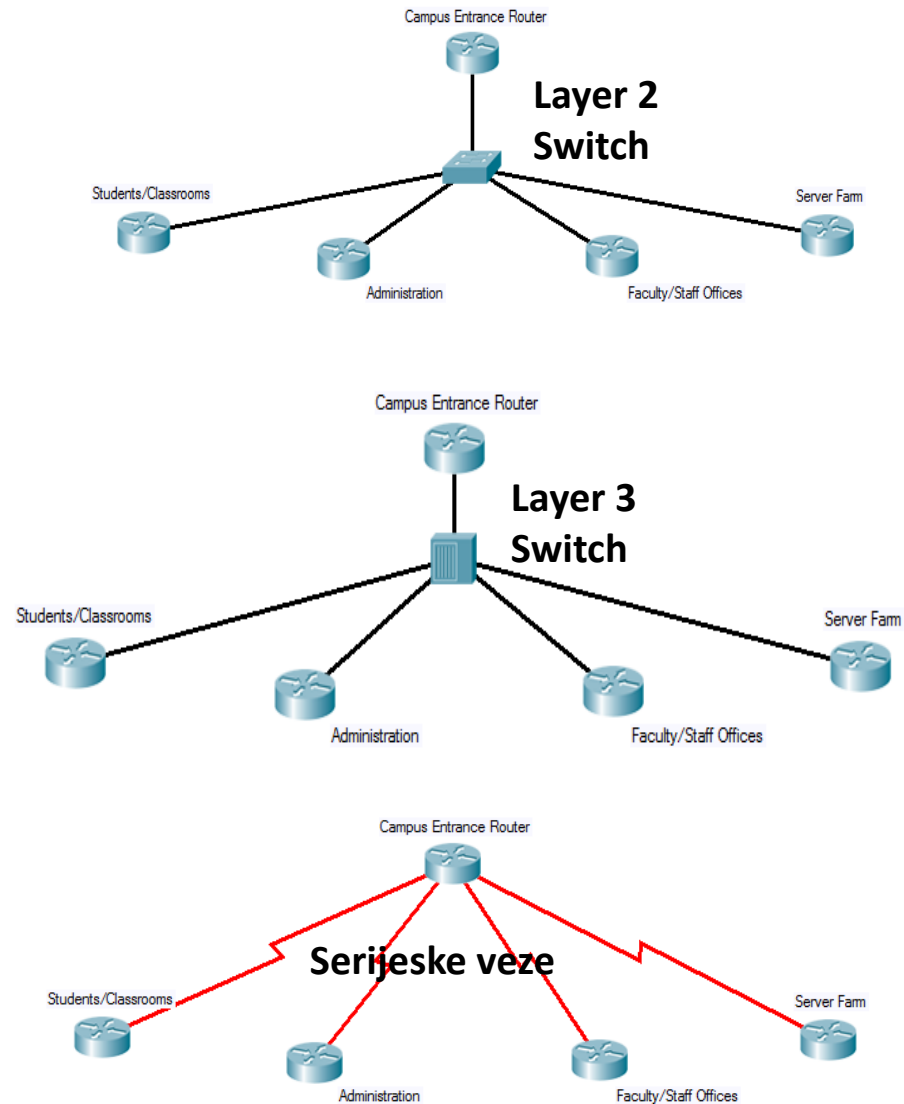 Campus Entrance Router
Layer 2
Switch
Students/Classrooms
Server Farm
Administration
Faculty/Staff Offices
Campus Entrance Router
Layer 3
Switch
Students/Classrooms
Server Farm
Administration
Faculty/Staff Offices
Campus Entrance Router
Serijeske veze
Students/Classrooms
Server Farm
Administration
Faculty/Staff Offices